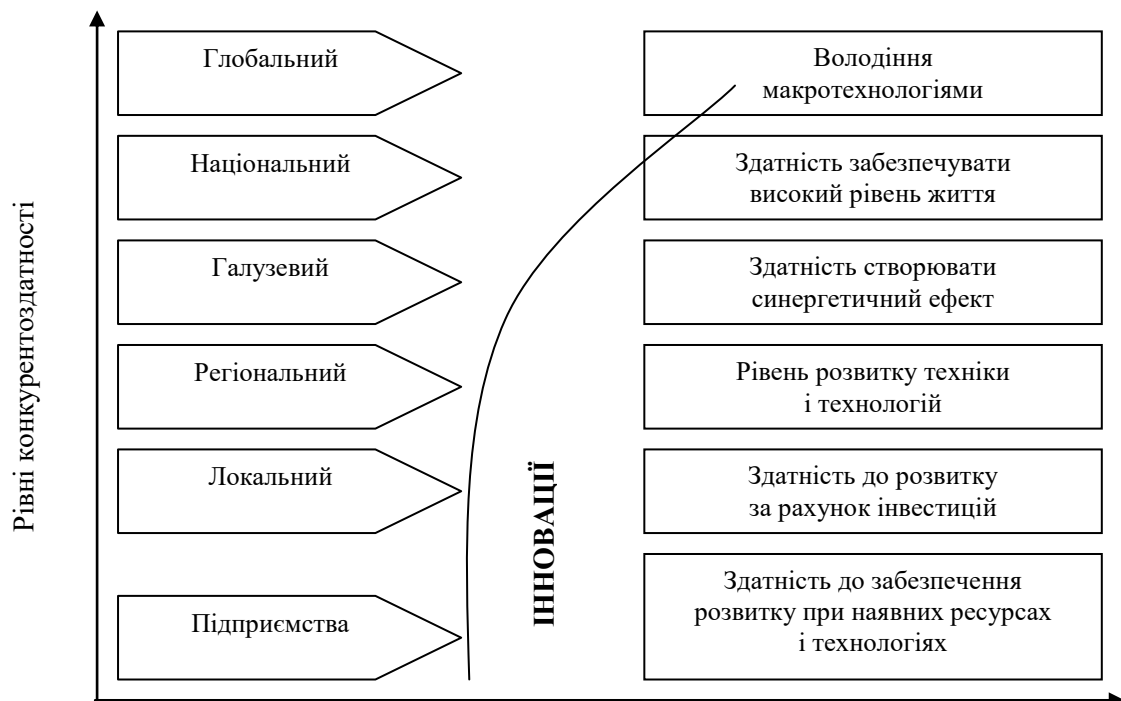 Рівні конкурентоздатності
Глобальний
Володіння
макротехнологіями
Національний
Здатність забезпечувати
високий рівень життя
Галузевий
Здатність створювати
синергетичний ефект
Регіональний
Рівень розвитку техніки
і технологій
Локальний
Здатність до розвитку
за рахунок інвестицій
Підприємства
Здатність до забезпечення
розвитку при наявних ресурсах
і технологіях
ІННОВАЦІЇ